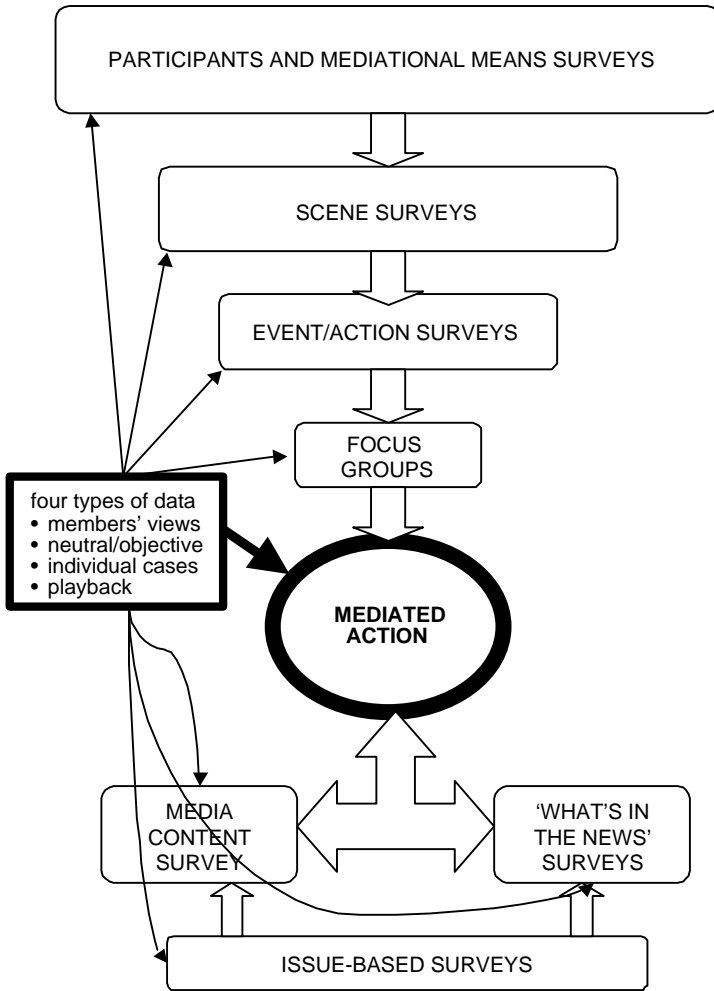 PARTICIPANTS AND MEDIATIONAL MEANS SURVEYS
SCENE SURVEYS
EVENT/ACTION SURVEYS
FOCUS
GROUPS
four types of data
• members’ views
• neutral/objective
• individual cases
• playback
MEDIATED
ACTION
MEDIA
CONTENT
SURVEY
‘WHAT’S IN
THE NEWS’
SURVEYS
ISSUE-BASED SURVEYS